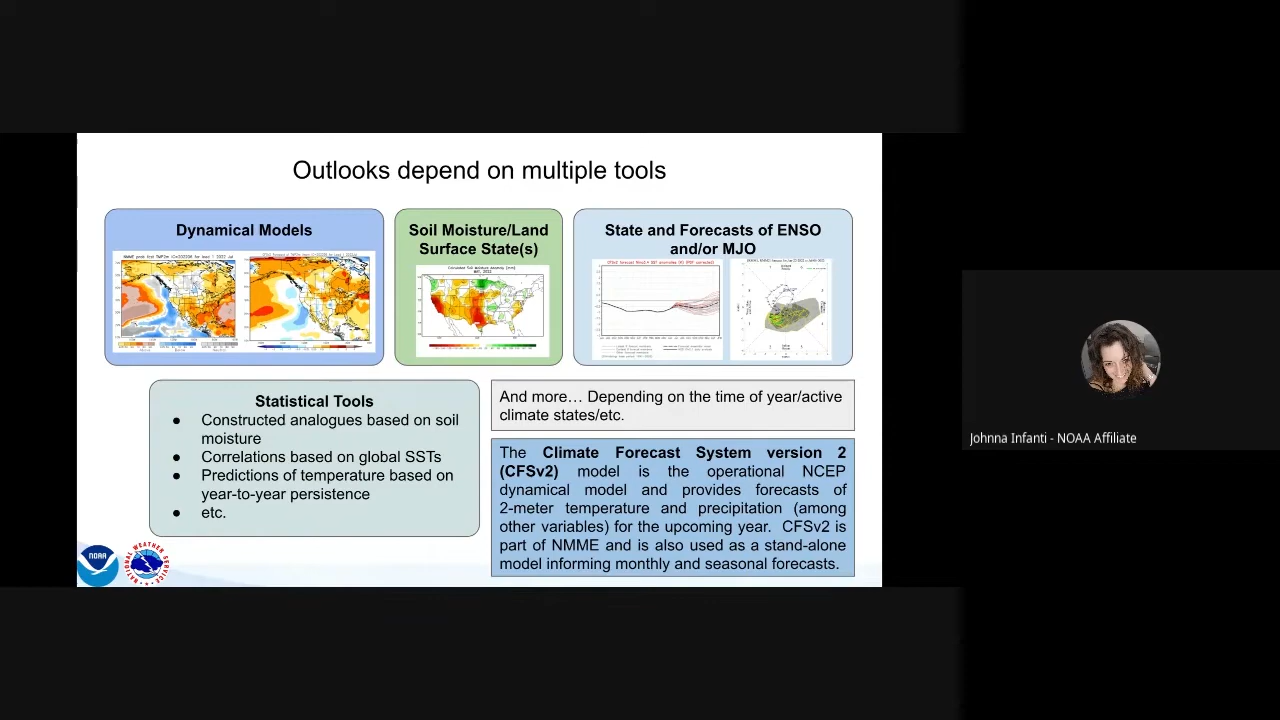 Outlooks depend on multiple tools
Dynamical Models
Soil Moisture/Land
Surface State(s)
State and Forecasts of ENSO
and/or MJO
Statistical Tools
● Constructed analogues based on soil
moisture
● Correlations based on global SSTs
● Predictions of temperature based on
year-to-year persistence
● etc.
And more… Depending on the time of year/active
climate states/etc.
The Climate Forecast System version 2
(CFSv2) model is the operational NCEP
dynamical model and provides forecasts of
2-meter temperature and precipitation (among
other variables) for the upcoming year. CFSv2 is
part of NMME and is also used as a stand-alone
model informing monthly and seasonal forecasts.
NOAA
NATIONAL WEATHER SERVICE
Johnna Infanti - NOAA Affiliate